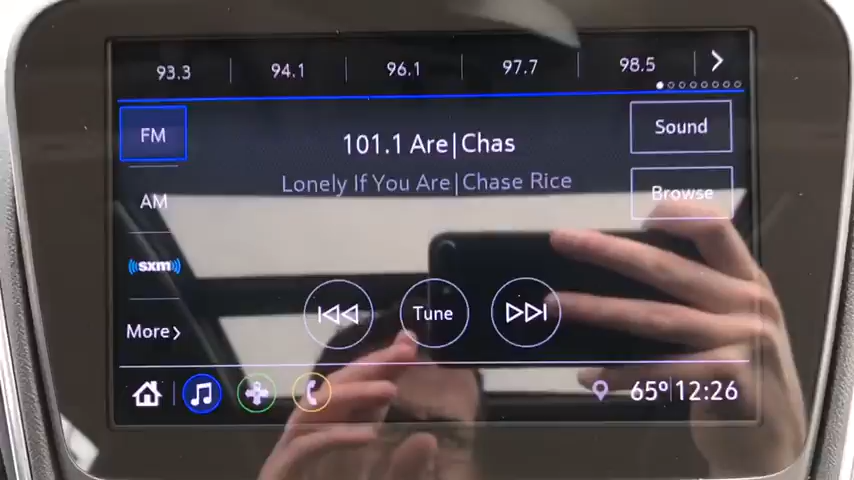 93.3 94.1 96.1 97.7 98.5
FM
101.1 Are|Chas
Sound
Lonely If You Are|Chase Rice
Browse
AM
sxm
More
Tune
65° 12:26